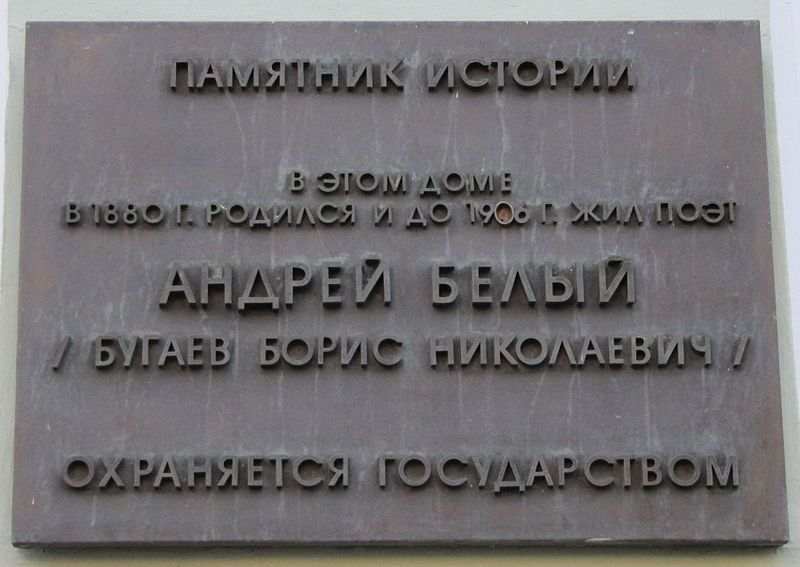 ПАМЯТНИК ИСТОРИИ
В ЭТОМ ДОМЕ
В 1880 Г. РОДИЛСЯ И ДО 1906 Г. ЖИЛ ПОЭТ
АНДРЕЙ БЕЛЫЙ
/ БУГАЕВ БОРИС НИКОЛАЕВИЧ /
ОХРАНЯЕТСЯ ГОСУДАРСТВОМ